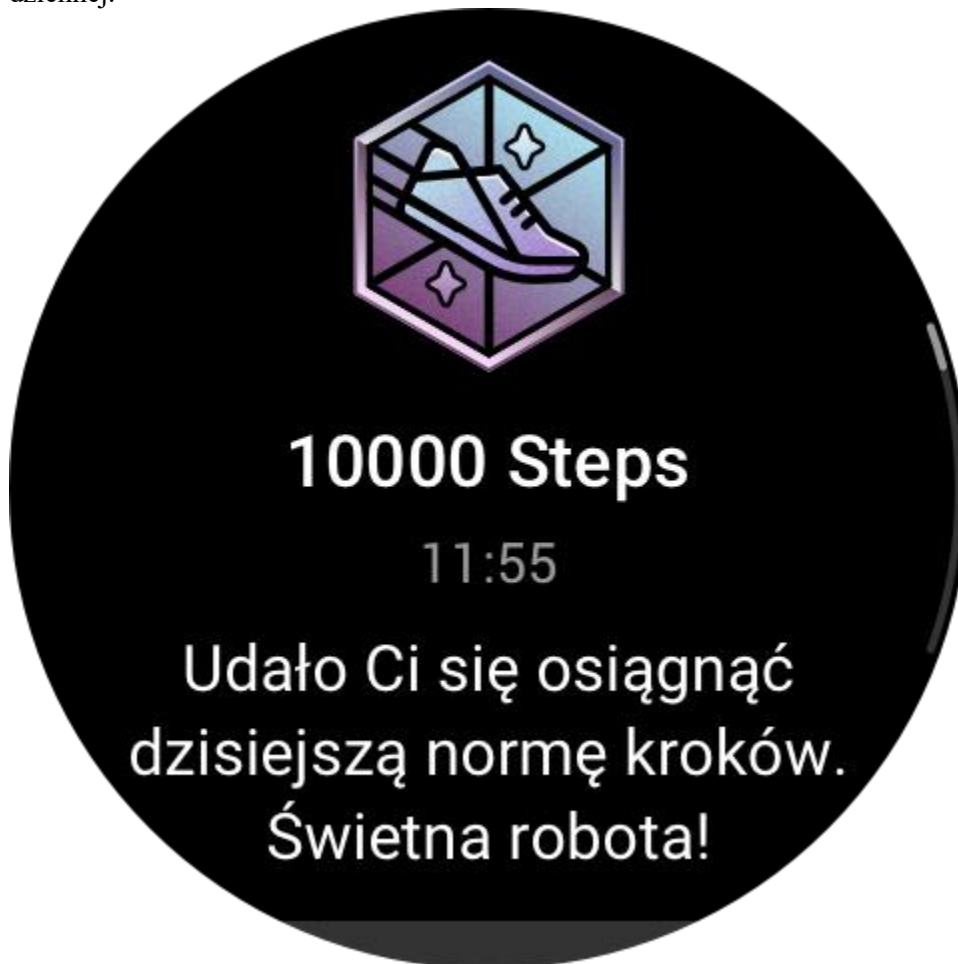 10000 Steps
11:55
Udało Ci się osiągnąć
dzisiejszą normę kroków.
Świetna robota!